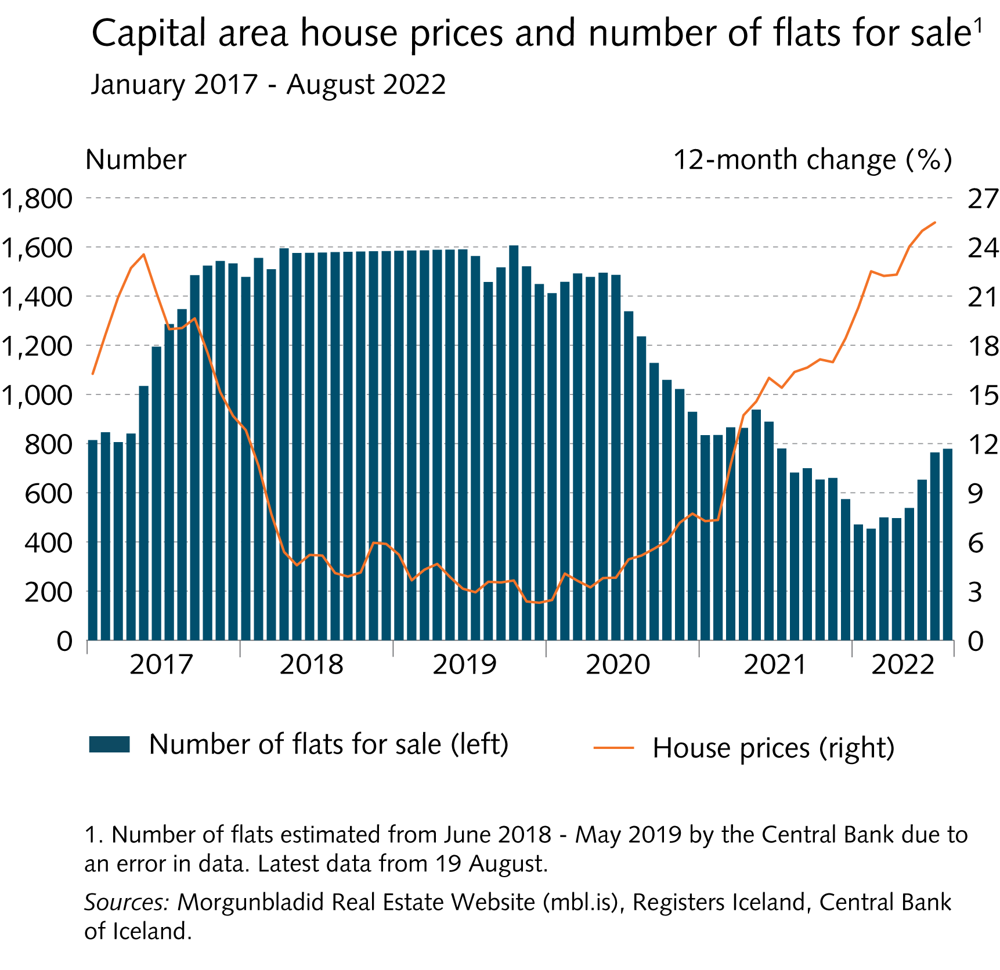 Capital area house prices and number of flats for sale¹
January 2017 - August 2022
Number
12-month change (%)
1,800
27
1,600
24
1,400
21
1,200
18
1,000
15
800
12
600
9
400
6
200
3
0
0
2017
2018
2019
2020
2021
2022
Number of flats for sale (left)
House prices (right)
1. Number of flats estimated from June 2018 - May 2019 by the Central Bank due to
an error in data. Latest data from 19 August.
Sources: Morgunbladid Real Estate Website (mbl.is), Registers Iceland, Central Bank
of Iceland.